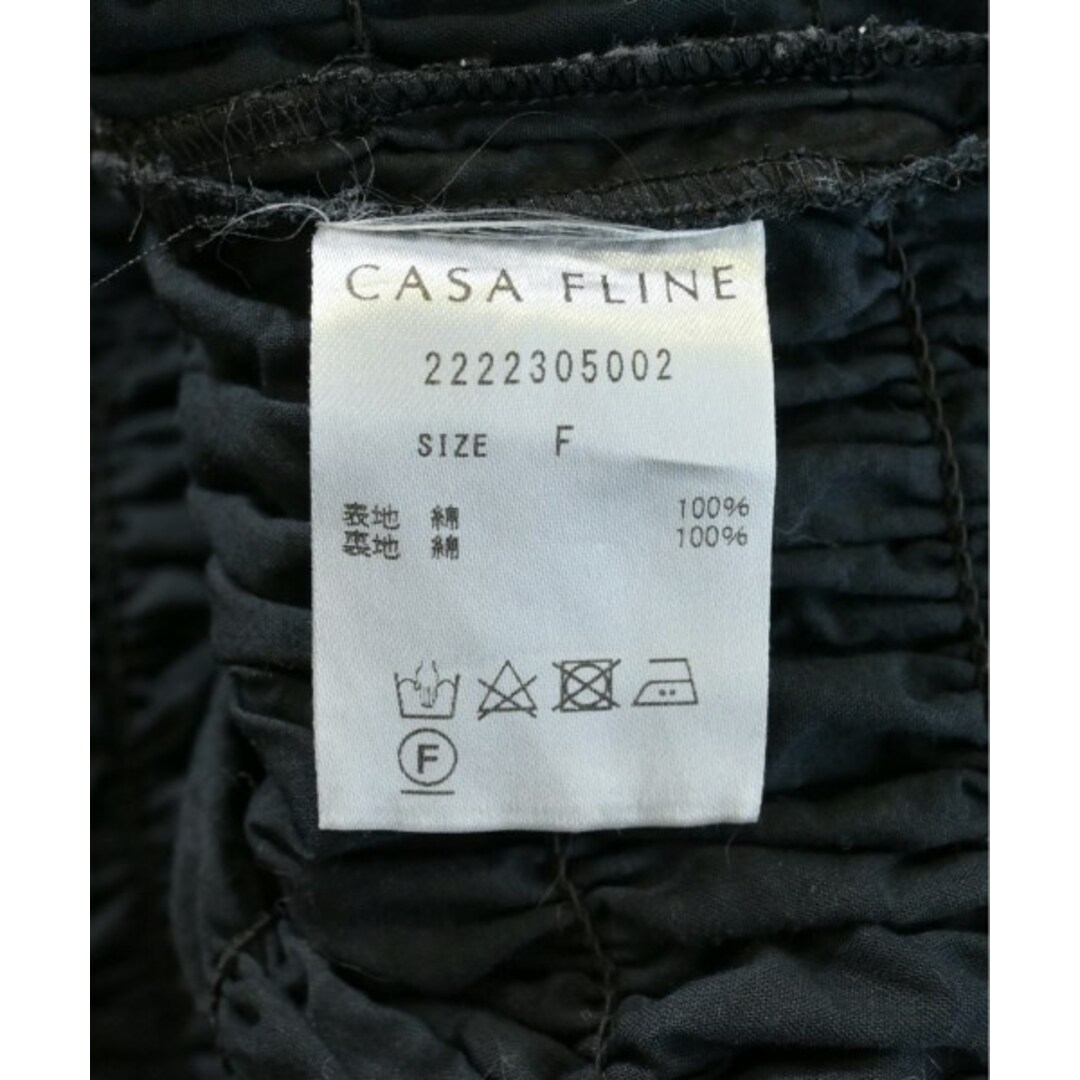 CASA FLINE
2222305002
SIZE F
表地 綿 100%
裏地 綿 100%
F